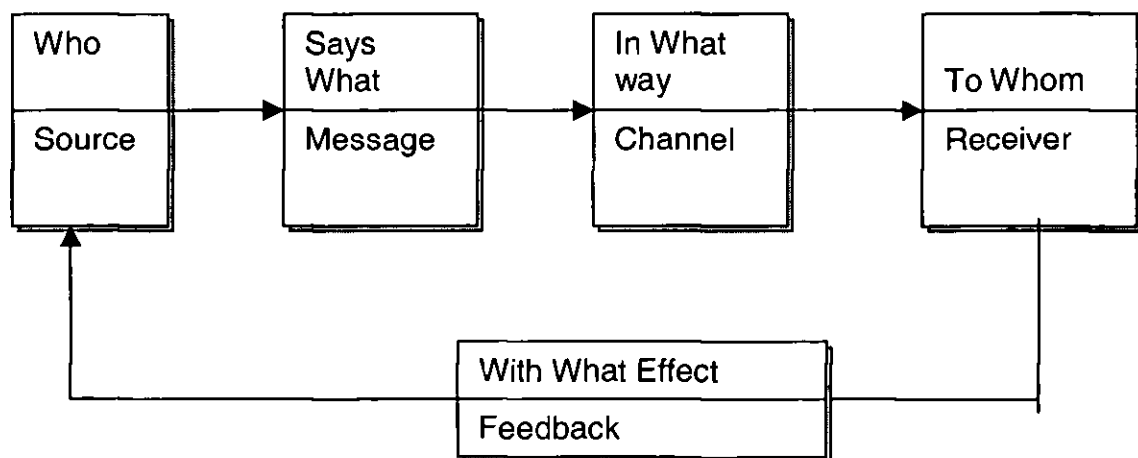 Who
Source
Says
What
Message
In What
way
Channel
To Whom
Receiver
With What Effect
Feedback